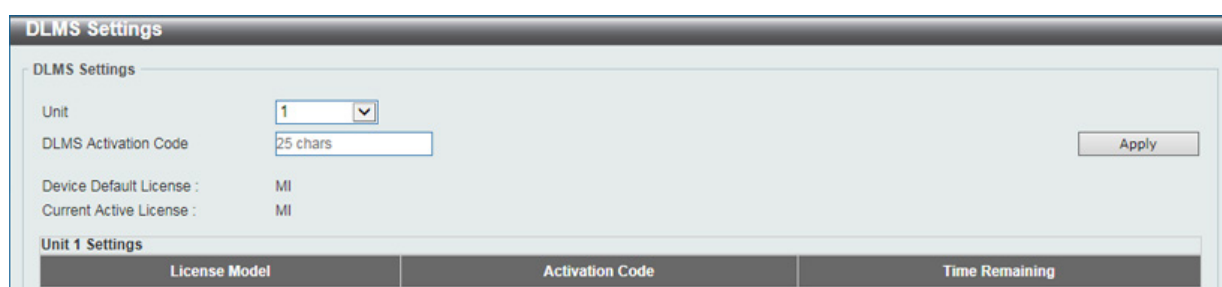 DLMS Settings
DLMS Settings
Unit 1
DLMS Activation Code 25 chars Apply
Device Default License : MI
Current Active License : MI
Unit 1 Settings
License Model Activation Code Time Remaining